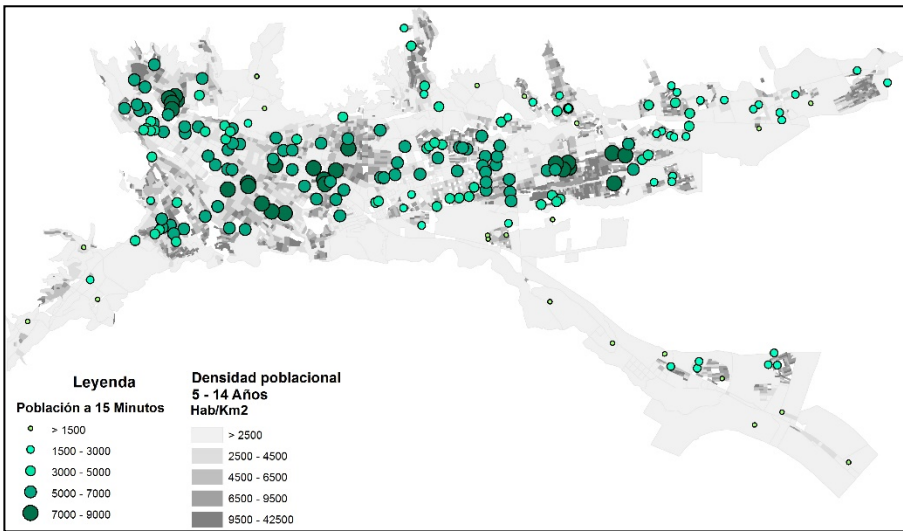 Leyenda
Población a 15 Minutos
> 1500
1500 - 3000
3000 - 5000
5000 - 7000
7000 - 9000
Densidad poblacional
5 - 14 Años
Hab/Km2
> 2500
2500 - 4500
4500 - 6500
6500 - 9500
9500 - 42500